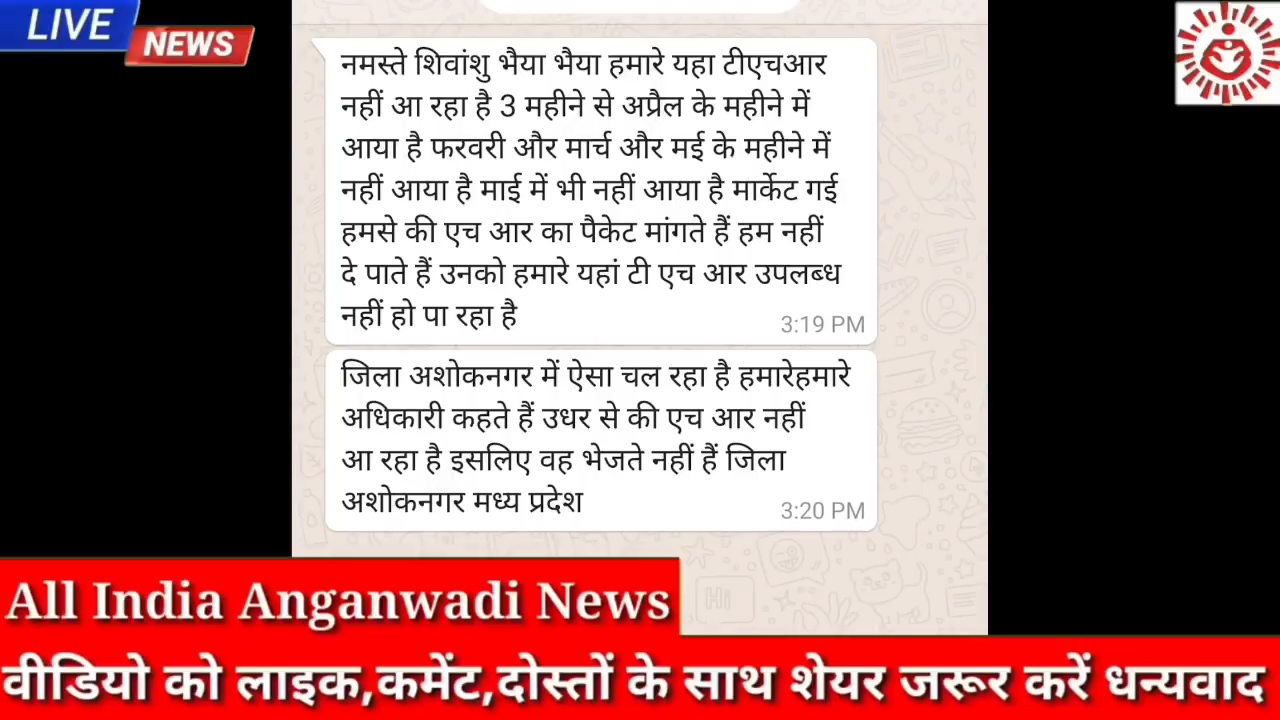 LIVE
NEWS
नमस्ते शिवांशु भैया भैया हमारे यहा टीएचआर
नहीं आ रहा है 3 महीने से अप्रैल के महीने में
आया है फरवरी और मार्च और मई के महीने में
नहीं आया है माई में भी नहीं आया है मार्केट गई
हमसे की एच आर का पैकेट मांगते हैं हम नहीं
दे पाते हैं उनको हमारे यहां टी एच आर उपलब्ध
नहीं हो पा रहा है
3:19 PM
जिला अशोकनगर में ऐसा चल रहा है हमारेहमारे
अधिकारी कहते हैं उधर से की एच आर नहीं
आ रहा है इसलिए वह भेजते नहीं हैं जिला
अशोकनगर मध्य प्रदेश
3:20 PM
Hi
All India Anganwadi News
वीडियो को लाइक,कमेंट,दोस्तों के साथ शेयर जरूर करें धन्यवाद